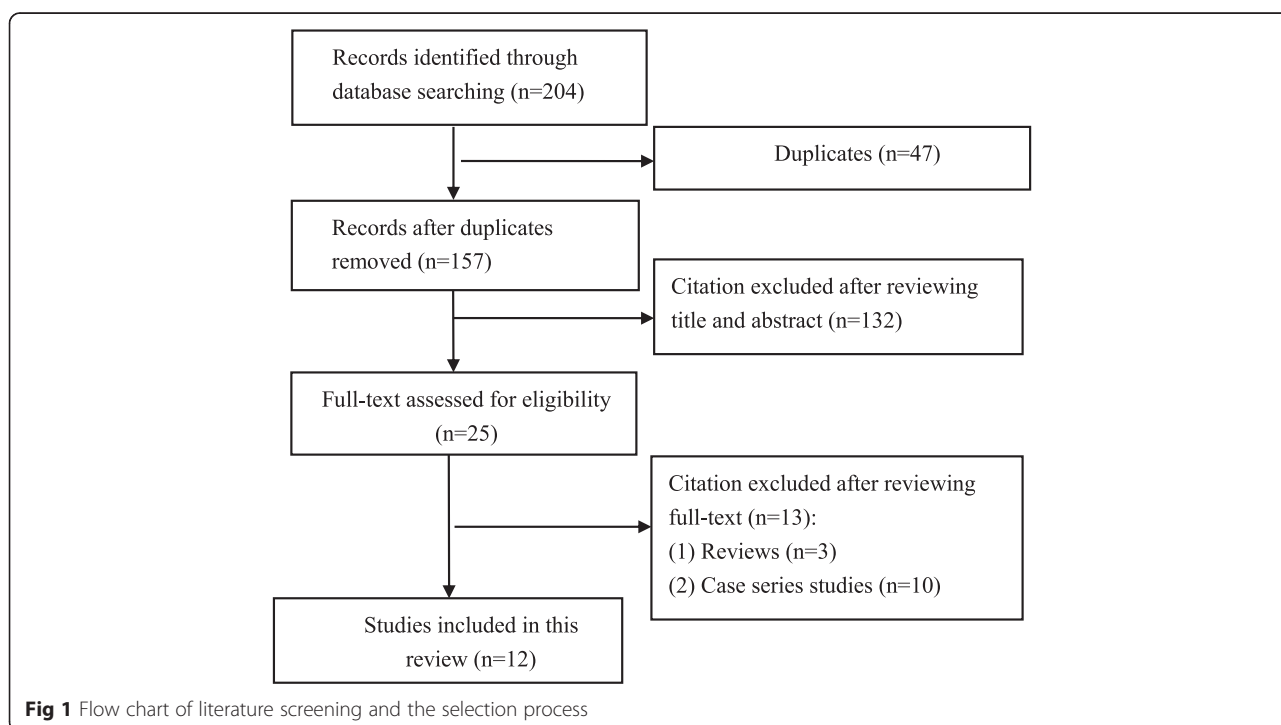 Records identified through
database searching (n=204)
Duplicates (n=47)
Records after duplicates
removed (n=157)
Citation excluded after reviewing
title and abstract (n=132)
Full-text assessed for eligibility
(n=25)
Citation excluded after reviewing
full-text (n=13):
(1) Reviews (n=3)
(2) Case series studies (n=10)
Studies included in this
review (n=12)
Fig 1 Flow chart of literature screening and the selection process